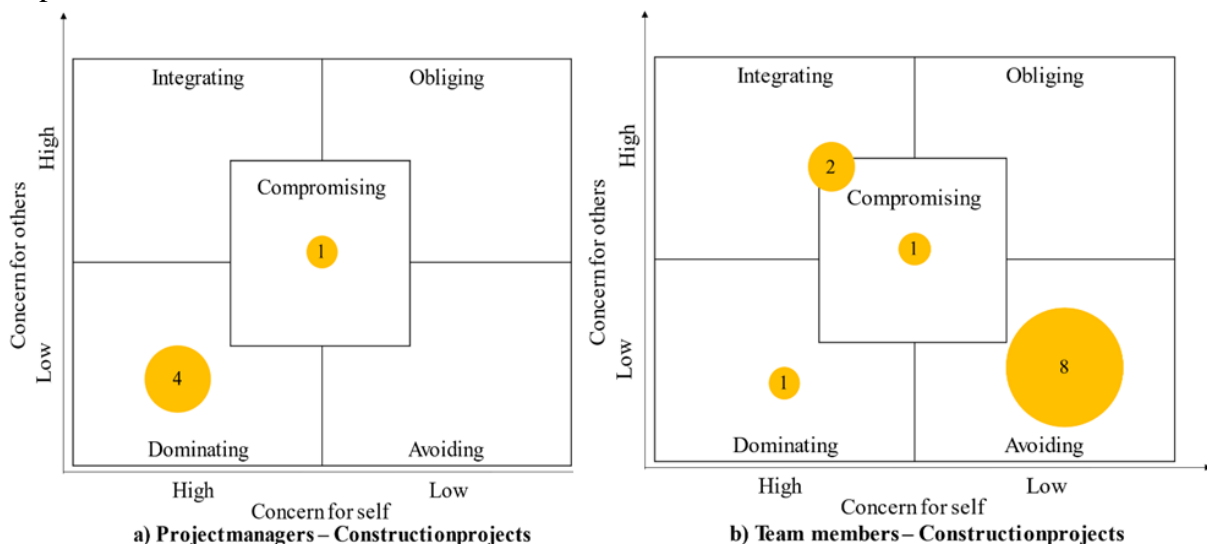 Integrating Obliging
High
Compromising
1
Concern for others
Low
4
Dominating Avoiding
High Low
Concern for self
a) Projectmanagers – Constructionprojects
Integrating Obliging
High
2
Compromising
1
Concern for others
Low
1
8
Dominating Avoiding
High Low
Concern for self
b) Team members – Constructionprojects